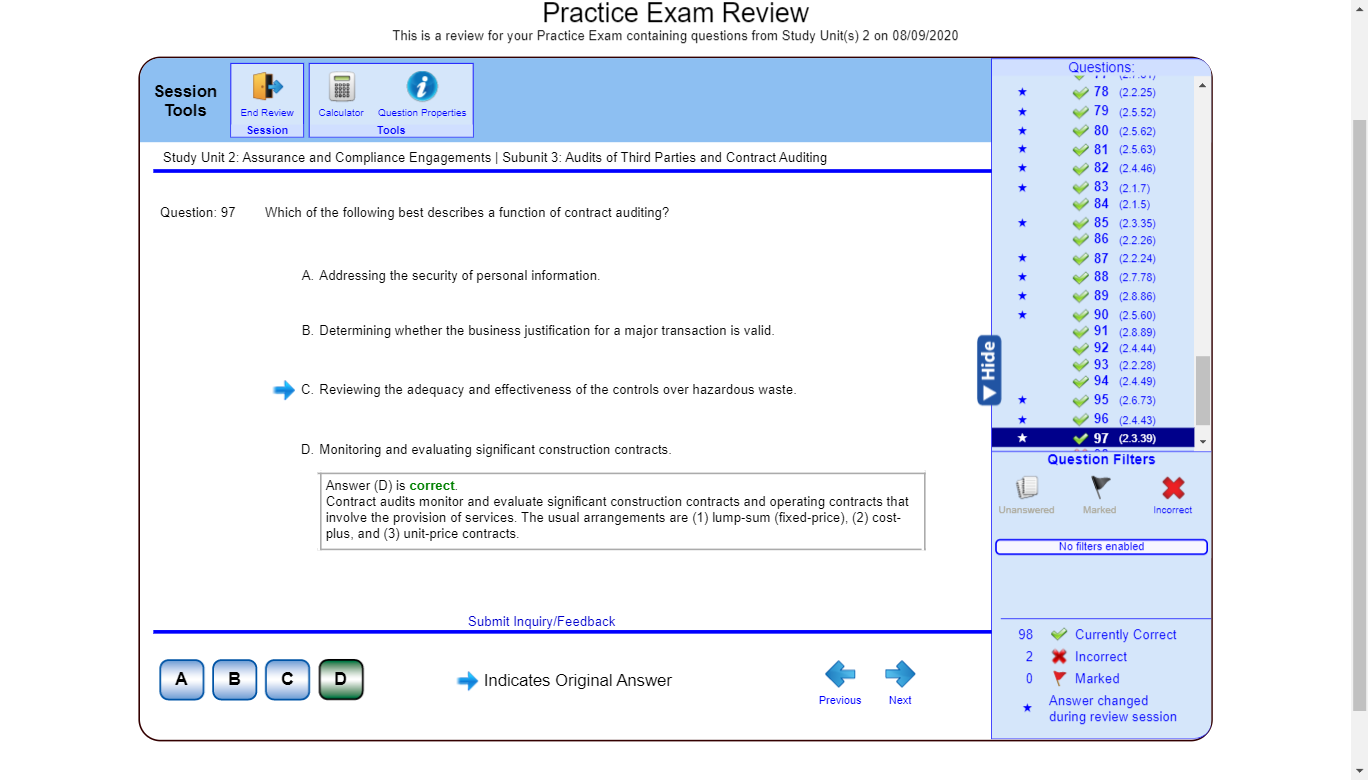 Practice Exam Review
This is a review for your Practice Exam containing questions from Study Unit(s) 2 on 08/09/2020
Session
Tools
End Review
Session
Calculator
Question Properties
Tools
Study Unit 2: Assurance and Compliance Engagements | Subunit 3: Audits of Third Parties and Contract Auditing
Question: 97 Which of the following best describes a function of contract auditing?
A. Addressing the security of personal information.
B. Determining whether the business justification for a major transaction is valid.
C. Reviewing the adequacy and effectiveness of the controls over hazardous waste.
D. Monitoring and evaluating significant construction contracts.
Answer (D) is correct.
Contract audits monitor and evaluate significant construction contracts and operating contracts that
involve the provision of services. The usual arrangements are (1) lump-sum (fixed-price), (2) cost-
plus, and (3) unit-price contracts.
Submit Inquiry/Feedback
A B C D
Indicates Original Answer
Previous
Next
Questions:
78 (2.2.25)
79 (2.5.52)
80 (2.5.62)
81 (2.5.63)
82 (2.4.46)
83 (2.1.7)
84 (2.1.5)
85 (2.3.35)
86 (2.2.26)
87 (2.2.24)
88 (2.7.78)
89 (2.8.86)
90 (2.5.60)
91 (2.8.89)
92 (2.4.44)
93 (2.2.28)
94 (2.4.49)
95 (2.6.73)
96 (2.4.43)
97 (2.3.39)
Hide
Question Filters
Unanswered
Marked
Incorrect
No filters enabled
98 Currently Correct
2 Incorrect
0 Marked
Answer changed
during review session